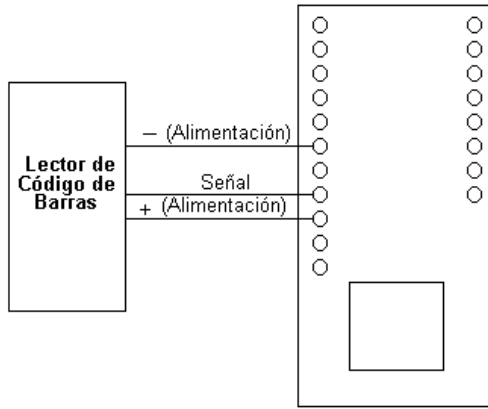 — (Alimentación)
Lector de
Código de
Barras
Señal
+ (Alimentación)